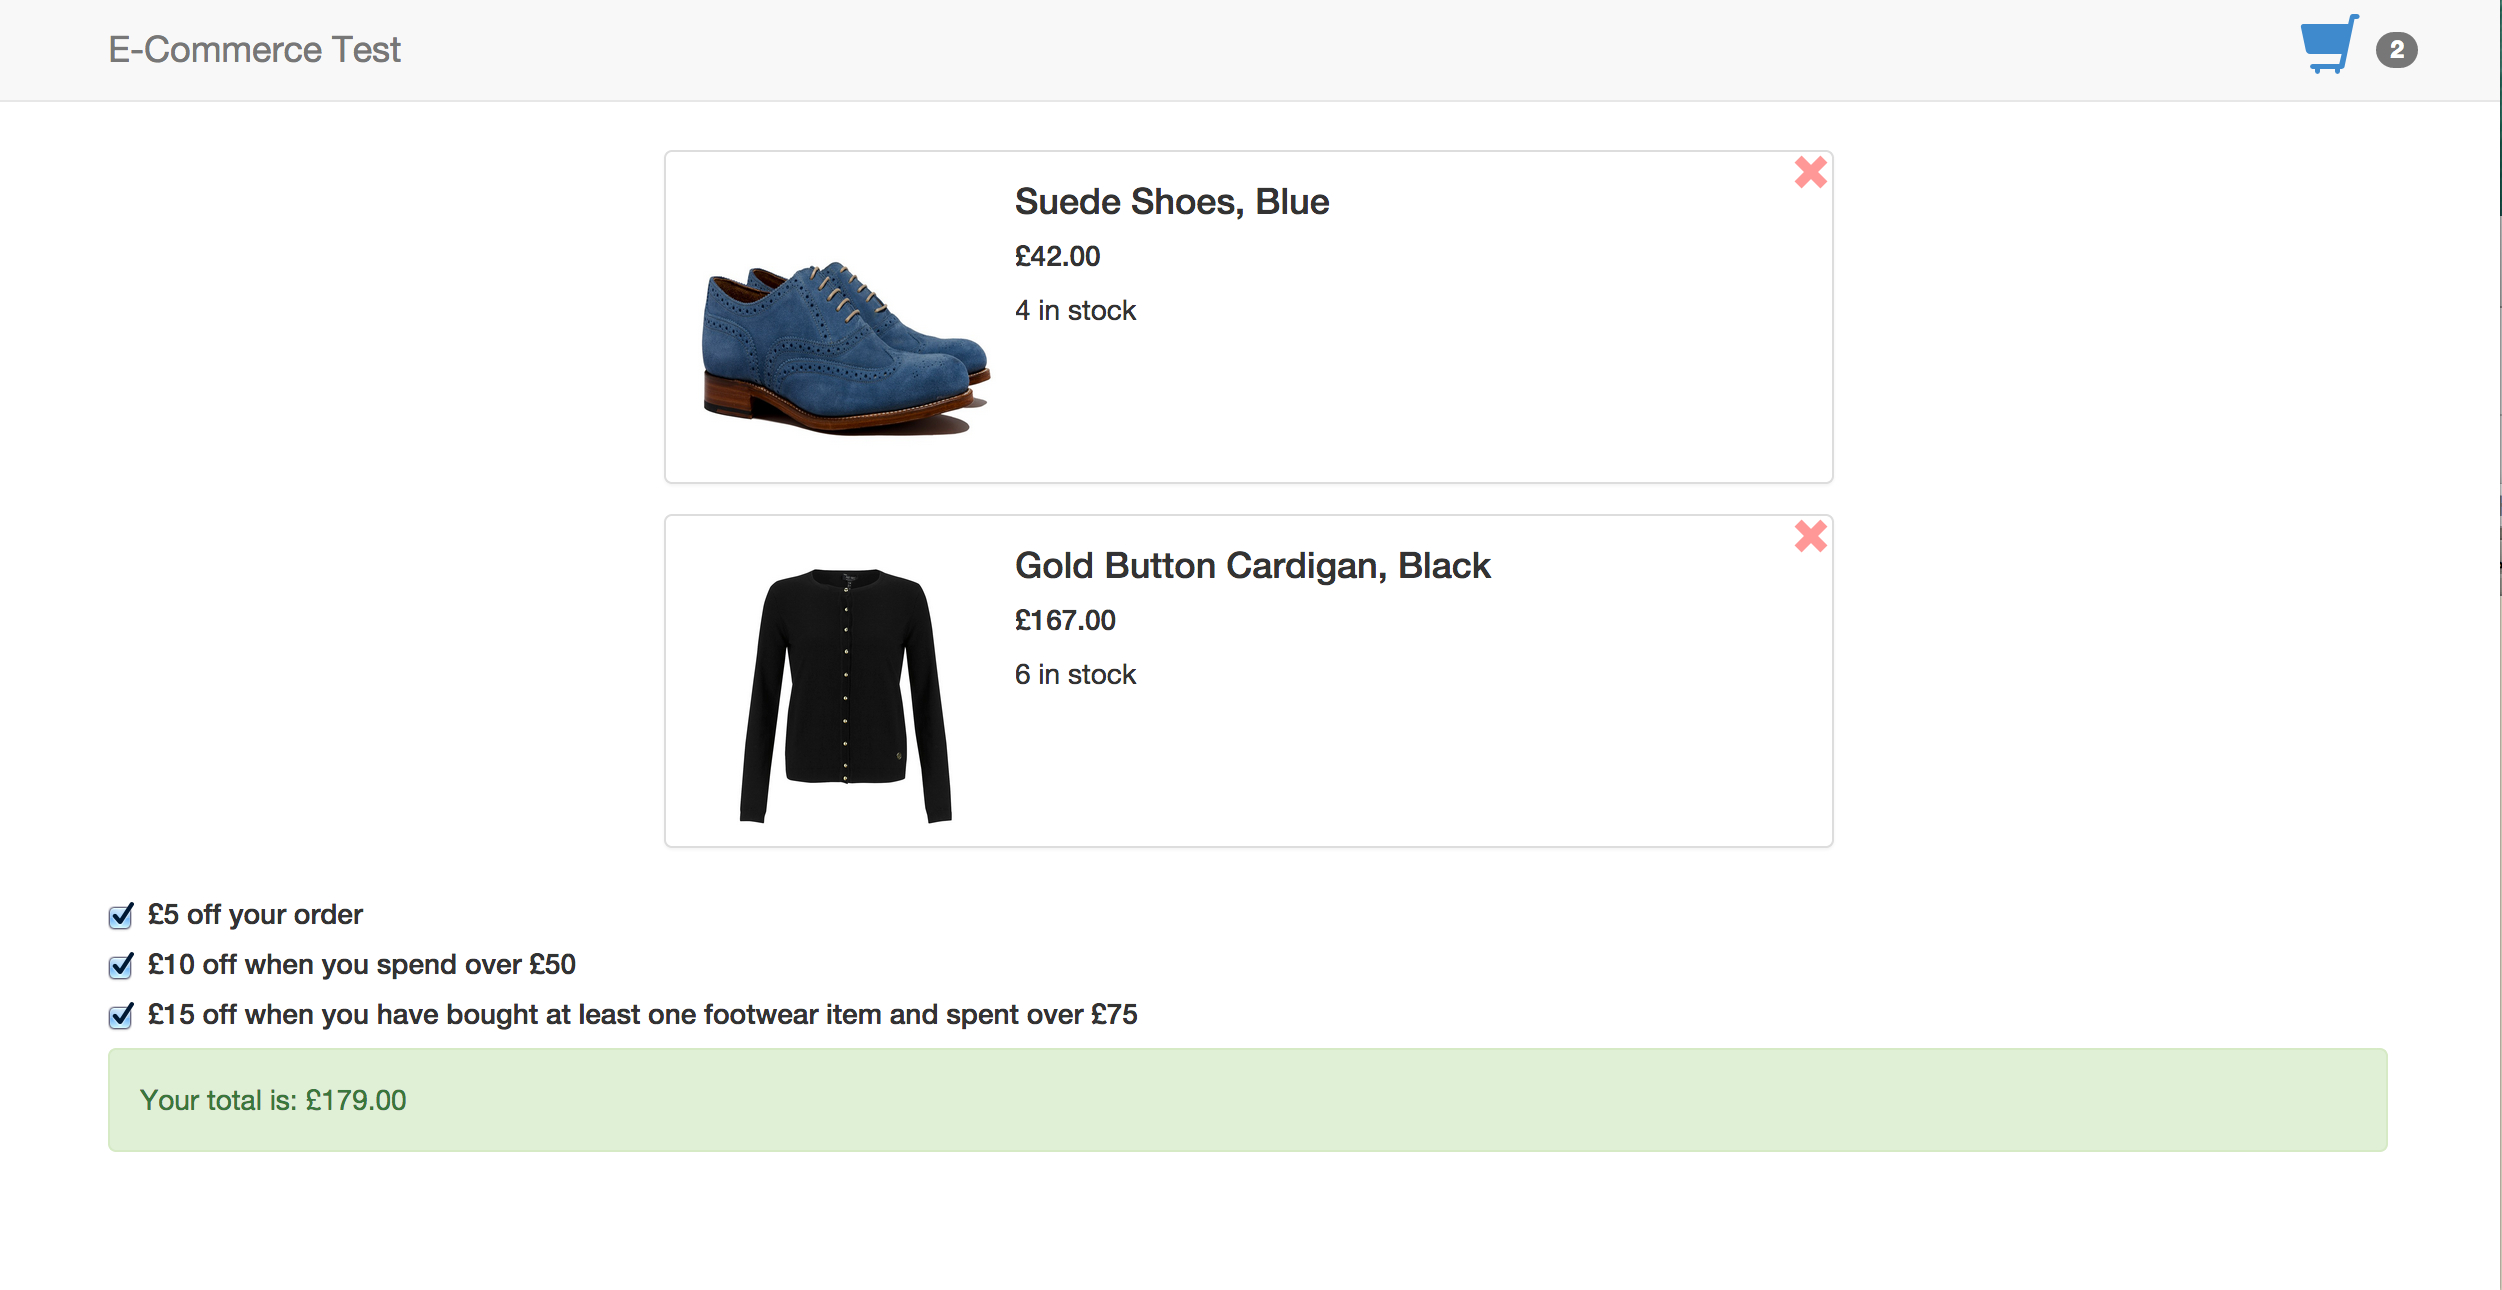 E-Commerce Test
2
Suede Shoes, Blue
£42.00
4 in stock
Gold Button Cardigan, Black
£167.00
6 in stock
£5 off your order
£10 off when you spend over £50
£15 off when you have bought at least one footwear item and spent over £75
Your total is: £179.00